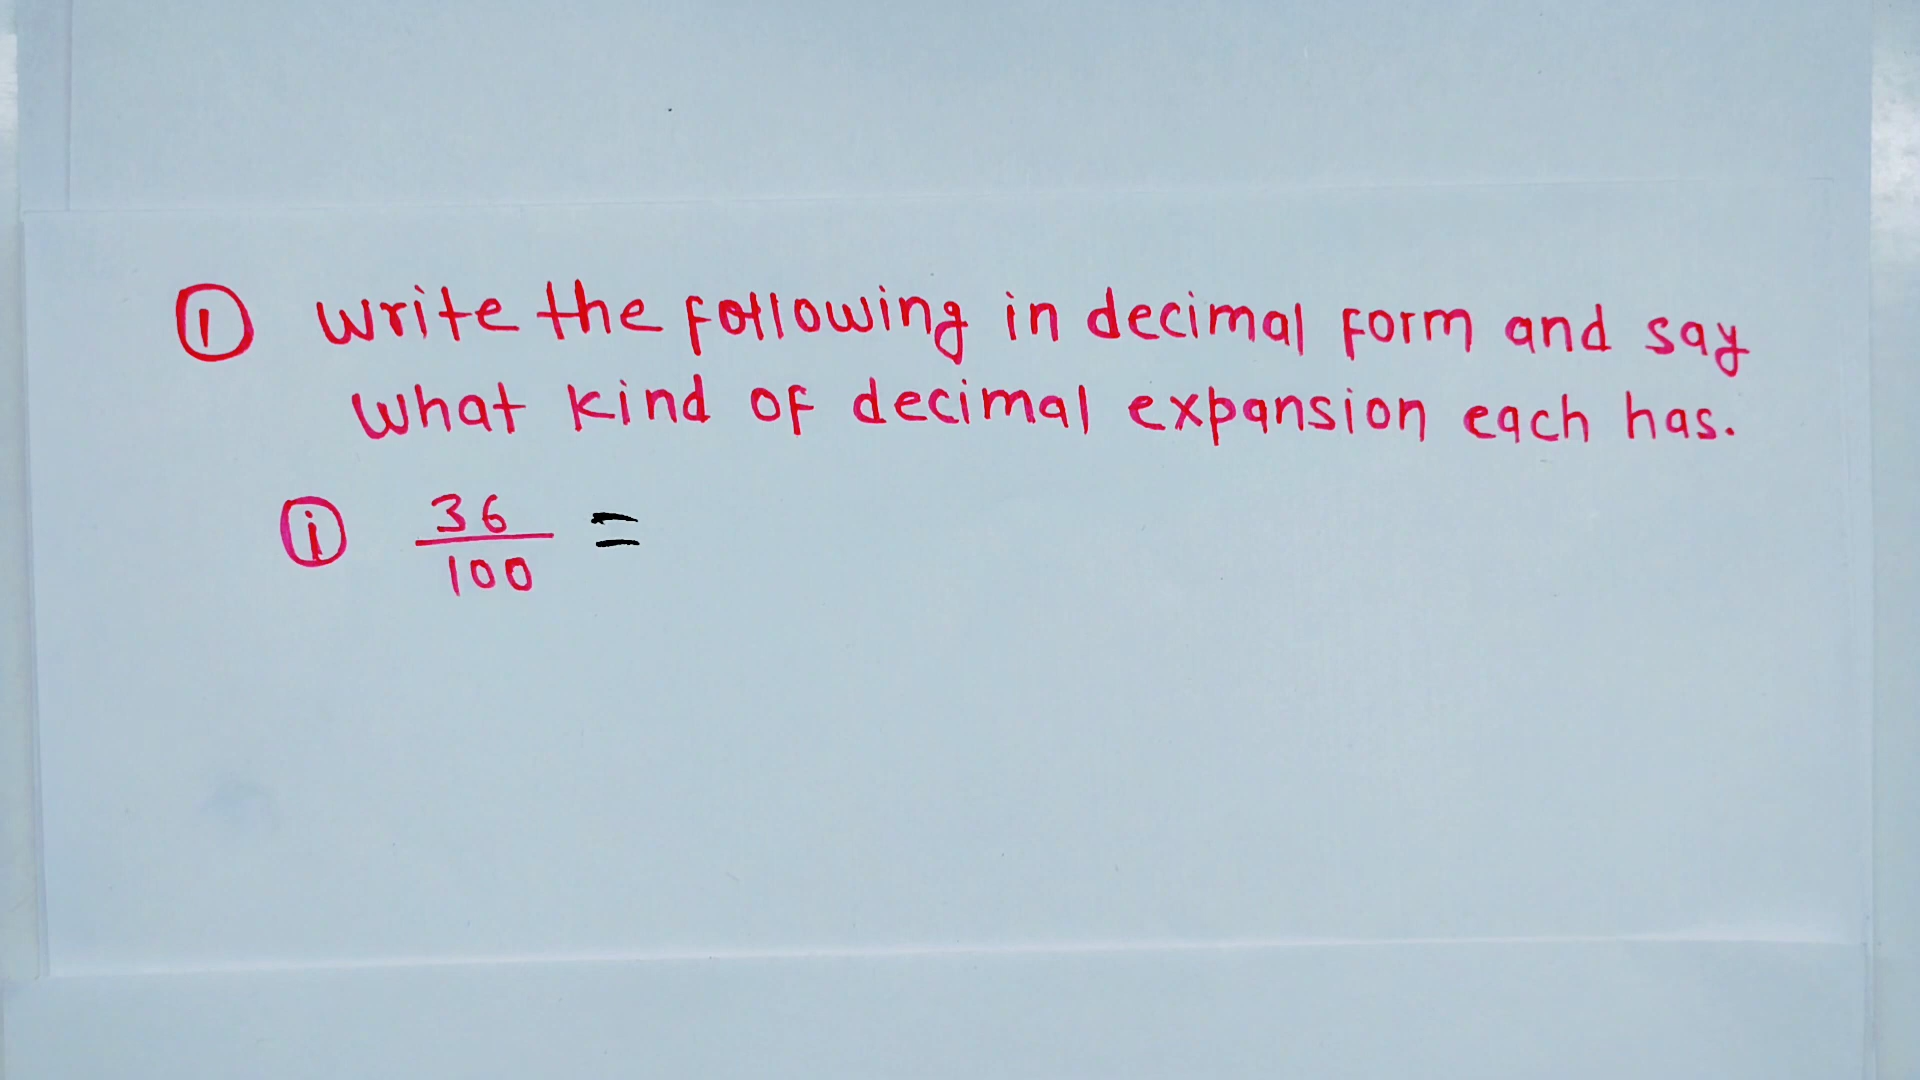 ① Write the following in decimal form and say
what kind of decimal expansion each has.
ⓘ 36/100 =